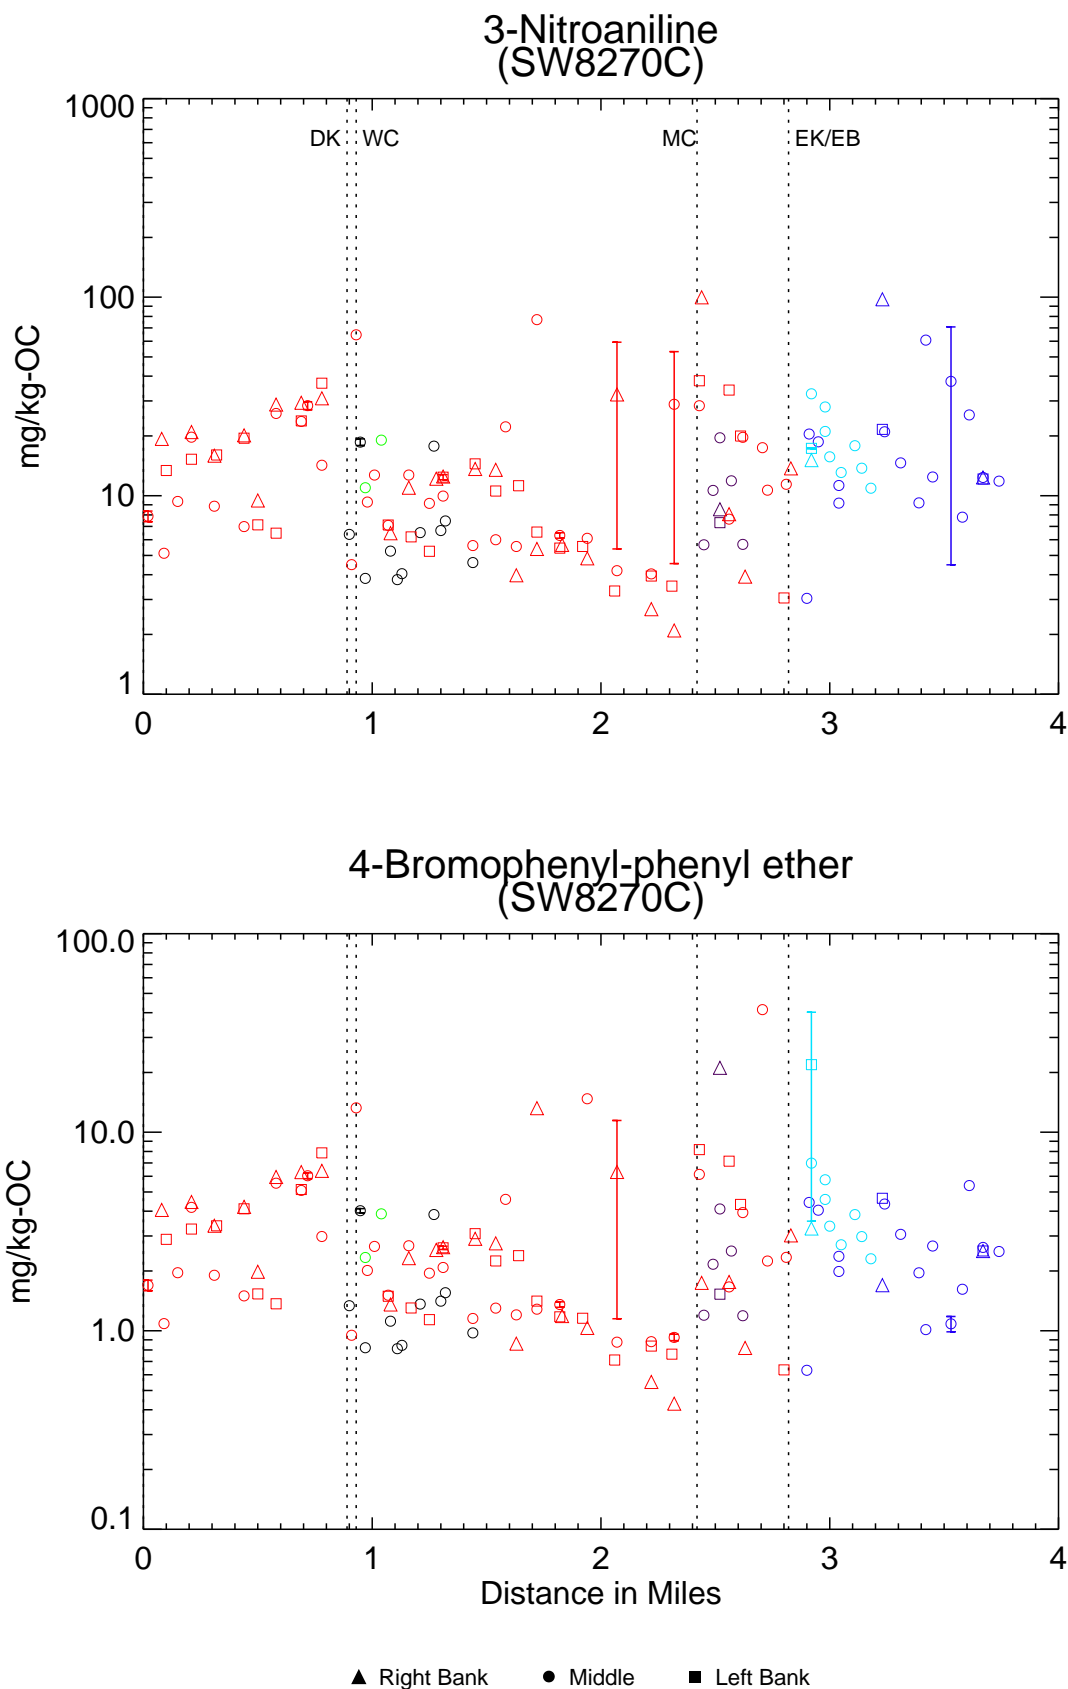 3-Nitroaniline
(SW8270C)
1000
DK WC MC EK/EB
100
mg/kg-OC
10
1
0 1 2 3 4
4-Bromophenyl-phenyl ether
(SW8270C)
100.0
10.0
mg/kg-OC
1.0
0.1
0 1 2 3 4
Distance in Miles
Right Bank Middle Left Bank